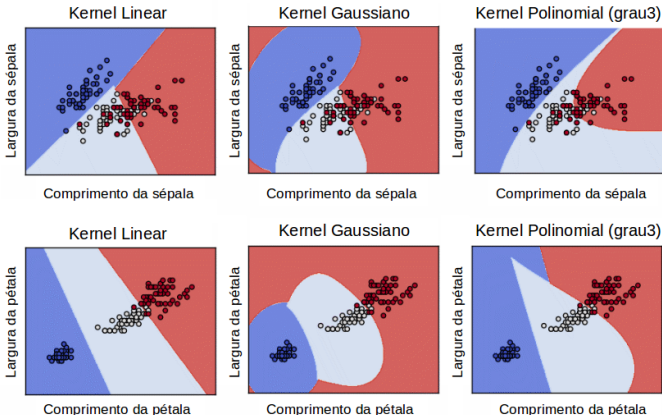 Kernel Linear
Kernel Gaussiano
Kernel Polinomial (grau3)
Largura da sépala
Largura da sépala
Largura da sépala
Comprimento da sépala
Comprimento da sépala
Comprimento da sépala
Kernel Linear
Kernel Gaussiano
Kernel Polinomial (grau3)
Largura da pétala
Largura da pétala
Largura da pétala
Comprimento da pétala
Comprimento da pétala
Comprimento da pétala